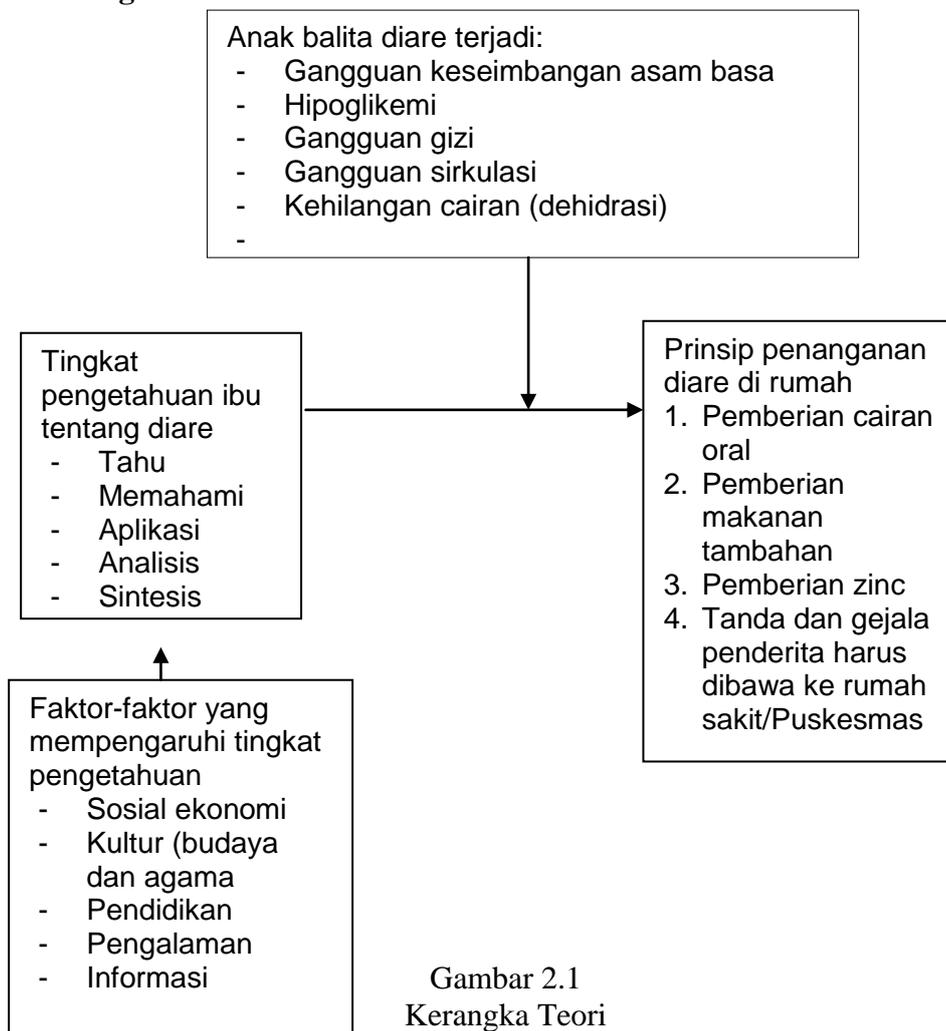 Anak balita diare terjadi:
- Gangguan keseimbangan asam basa
- Hipoglikemi
- Gangguan gizi
- Gangguan sirkulasi
- Kehilangan cairan (dehidrasi)
-
Tingkat
pengetahuan ibu
tentang diare
- Tahu
- Memahami
- Aplikasi
- Analisis
- Sintesis
Prinsip penanganan
diare di rumah
1. Pemberian cairan
oral
2. Pemberian
makanan
tambahan
3. Pemberian zinc
4. Tanda dan gejala
penderita harus
dibawa ke rumah
sakit/Puskesmas
Faktor-faktor yang
mempengaruhi tingkat
pengetahuan
- Sosial ekonomi
- Kultur (budaya
dan agama
- Pendidikan
- Pengalaman
- Informasi
Gambar 2.1
Kerangka Teori